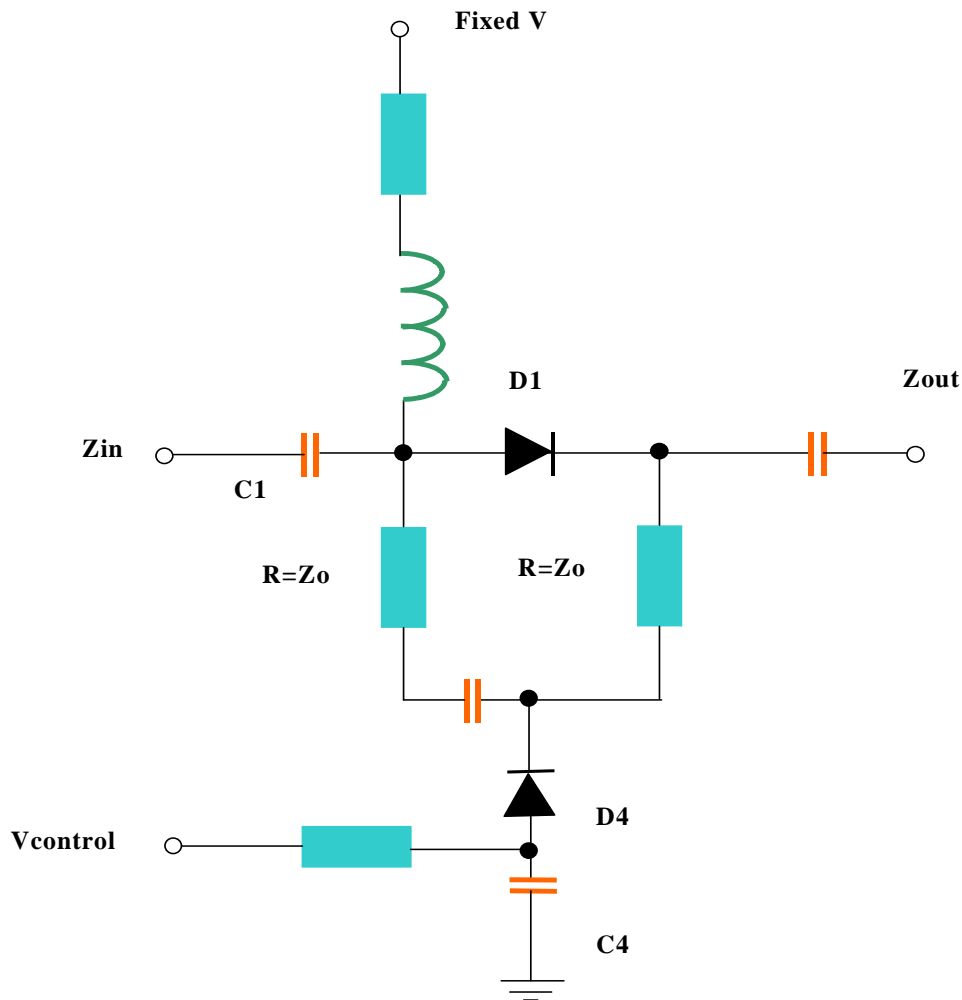 Fixed V
D1
Zout
Zin
C1
R=Zo
R=Zo
D4
Vcontrol
C4